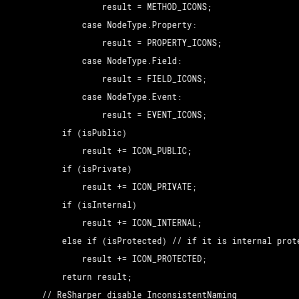 result = METHOD_ICONS;
case NodeType.Property:
result = PROPERTY_ICONS;
case NodeType.Field:
result = FIELD_ICONS;
case NodeType.Event:
result = EVENT_ICONS;
if (isPublic)
result += ICON_PUBLIC;
if (isPrivate)
result += ICON_PRIVATE;
if (isInternal)
result += ICON_INTERNAL;
else if (isProtected) // if it is internal prote
result += ICON_PROTECTED;
return result;
// ReSharper disable InconsistentNaming